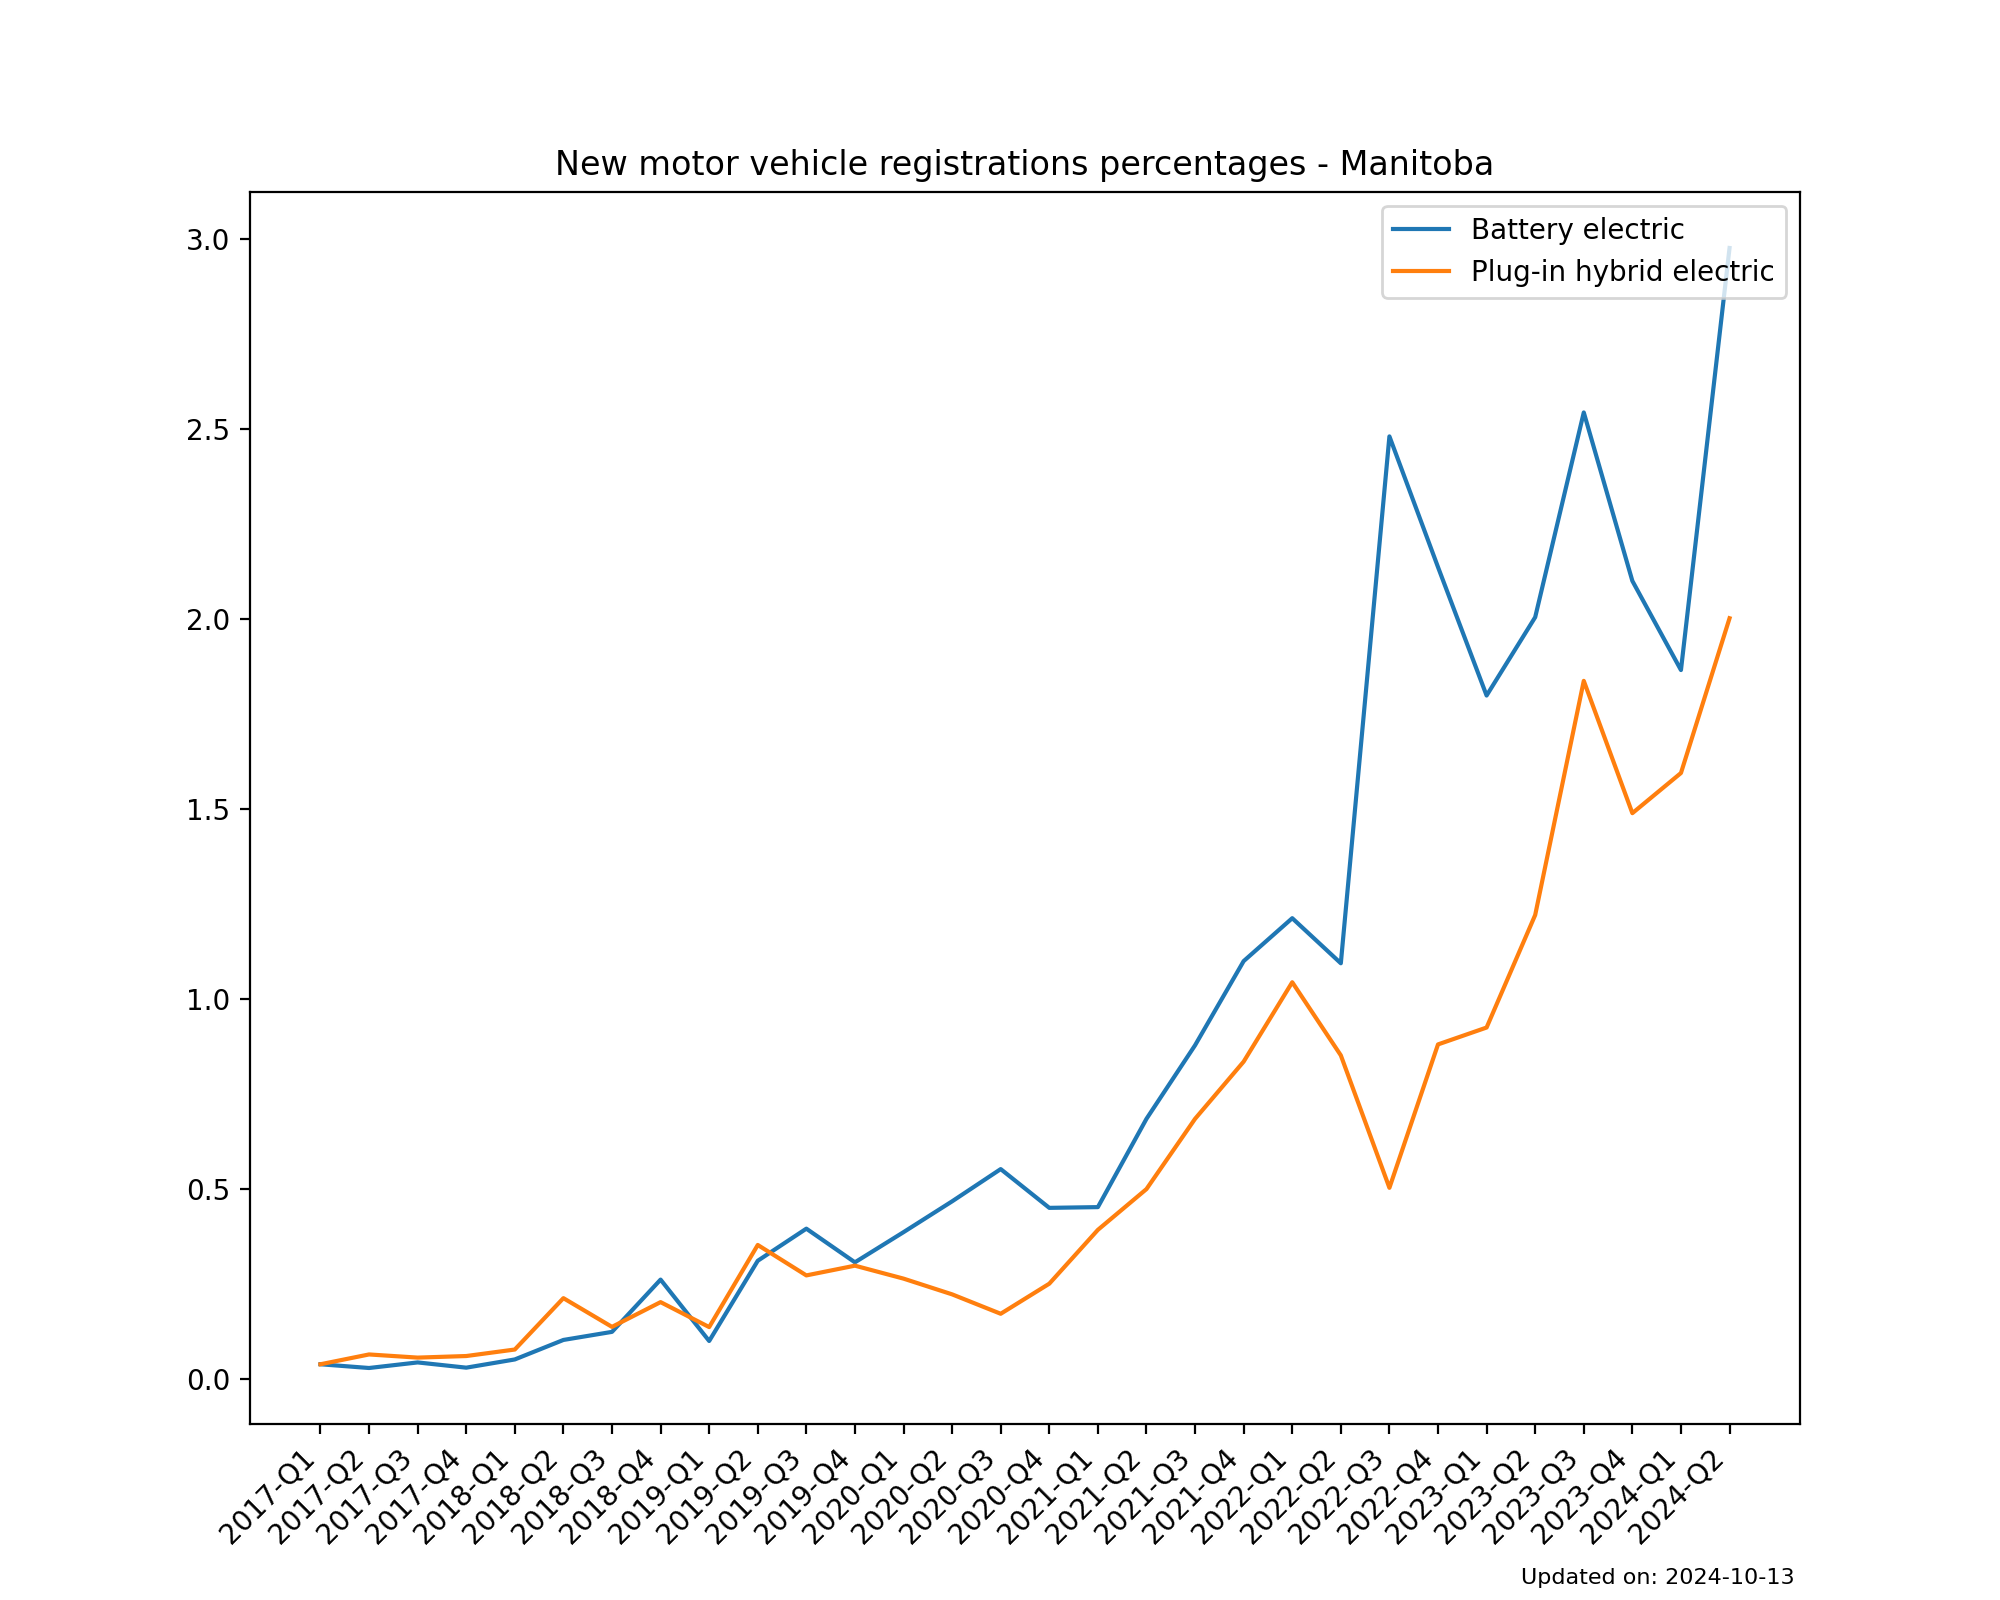 New motor vehicle registrations percentages - Manitoba
Battery electric
Plug-in hybrid electric
3.0
2.5
2.0
1.5
1.0
0.5
0.0
2017-Q1
2017-Q2
2017-Q3
2017-Q4
2018-Q1
2018-Q2
2018-Q3
2018-Q4
2019-Q1
2019-Q2
2019-Q3
2019-Q4
2020-Q1
2020-Q2
2020-Q3
2020-Q4
2021-Q1
2021-Q2
2021-Q3
2021-Q4
2022-Q1
2022-Q2
2022-Q3
2022-Q4
2023-Q1
2023-Q2
2023-Q3
2023-Q4
2024-Q1
2024-Q2
Updated on: 2024-10-13